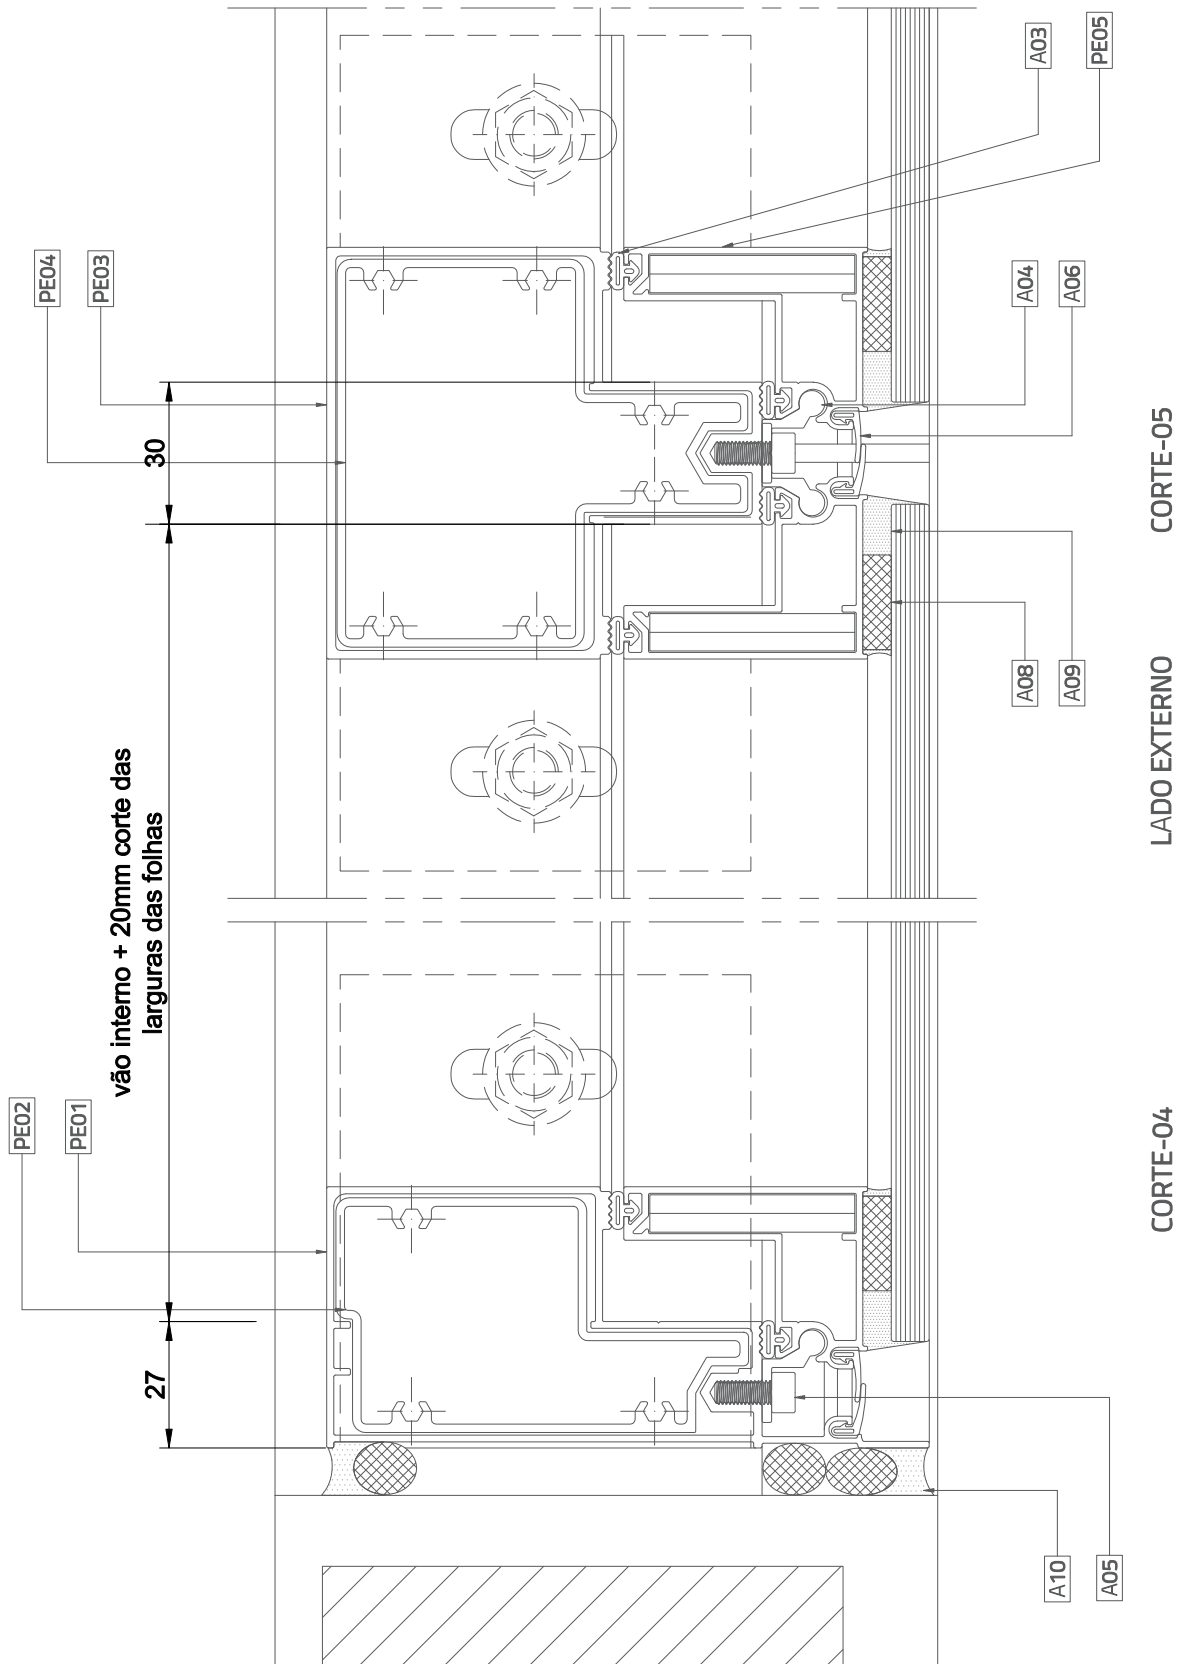 PE02
PE01
27
vão interno + 20mm corte das
larguras das folhas
PE04
PE03
30
A03
PE05
A04
A06
A08
A09
A10
A05
CORTE-04
LADO EXTERNO
CORTE-05